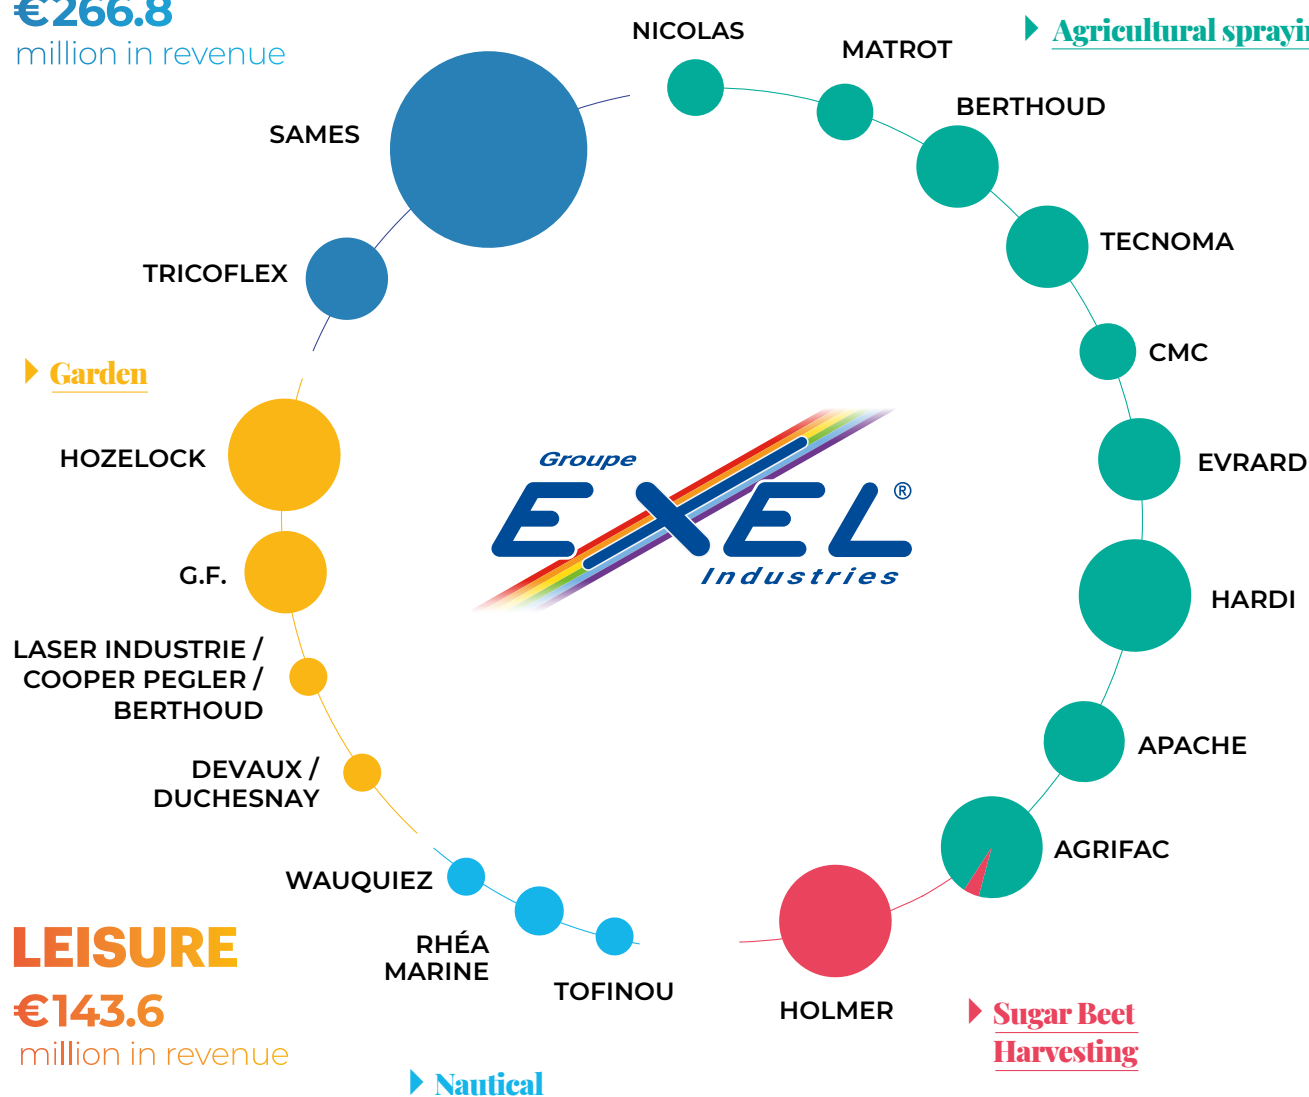 €266.8
million in revenue
NICOLAS
MATROT
Agricultural sprayin
BERTHOUD
SAMES
TECNOMA
TRICOFLEX
CMC
Garden
HOZELOCK
EVRARD
Groupe
EXEL®
Industries
G.F.
HARDI
LASER INDUSTRIE /
COOPER PEGLER /
BERTHOUD
APACHE
DEVAUX /
DUCHESNAY
AGRIFAC
WAUQUIEZ
RHÉA
MARINE
TOFINOU
HOLMER
LEISURE
€143.6
million in revenue
Sugar Beet
Harvesting
Nautical